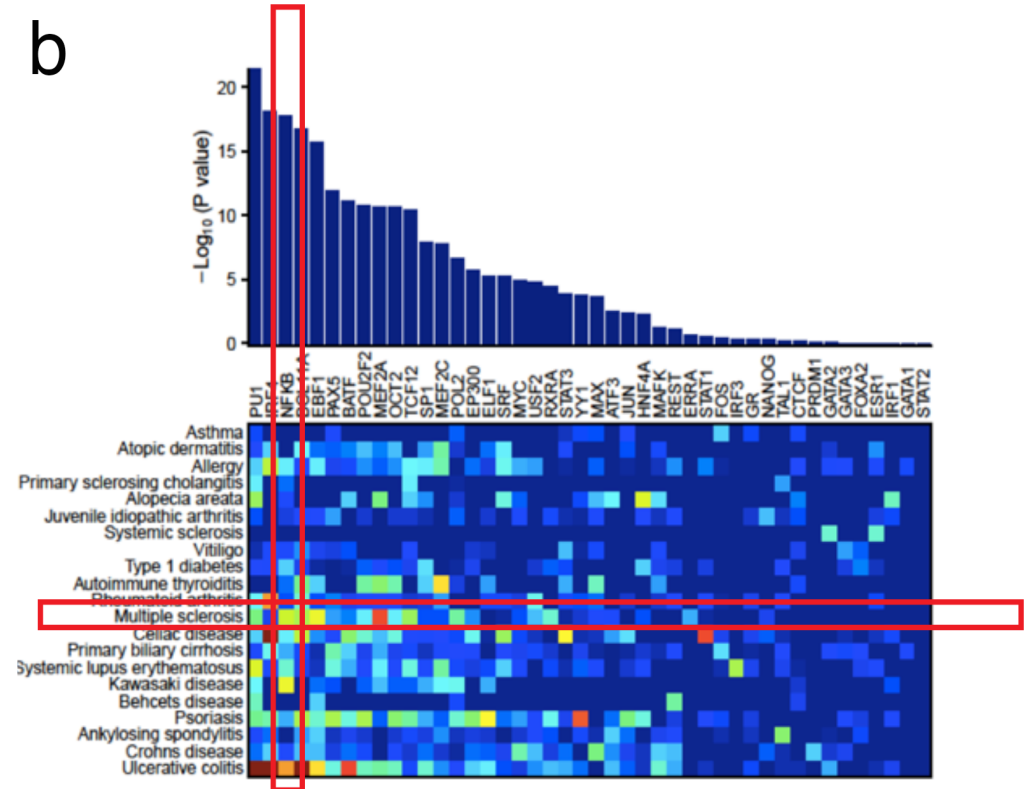 b
−Log10 (P value)
20
15
10
5
0
PU1
NFKB
EBF1
PAX5
BATF
POU2F2
MEF2A
OCT2
TCF12
SP1
MEF2C
POL2
EP300
ELF1
SRF
MYC
USF2
RXRA
STAT3
YY1
MAX
ATF3
JUN
HNF4A
MAFK
REST
ERRA
STAT1
FOS
IRF3
GR
NANOG
TAL1
CTCF
PRDM1
GATA2
GATA3
FOXA2
ESR1
IRF1
GATA1
STAT2
Asthma
Atopic dermatitis
Allergy
Primary sclerosing cholangitis
Alopecia areata
Juvenile idiopathic arthritis
Systemic sclerosis
Vitiligo
Type 1 diabetes
Autoimmune thyroiditis
Rheumatoid arthritis
Multiple sclerosis
Celiac disease
Primary biliary cirrhosis
Systemic lupus erythematosus
Kawasaki disease
Behcets disease
Psoriasis
Ankylosing spondylitis
Crohns disease
Ulcerative colitis